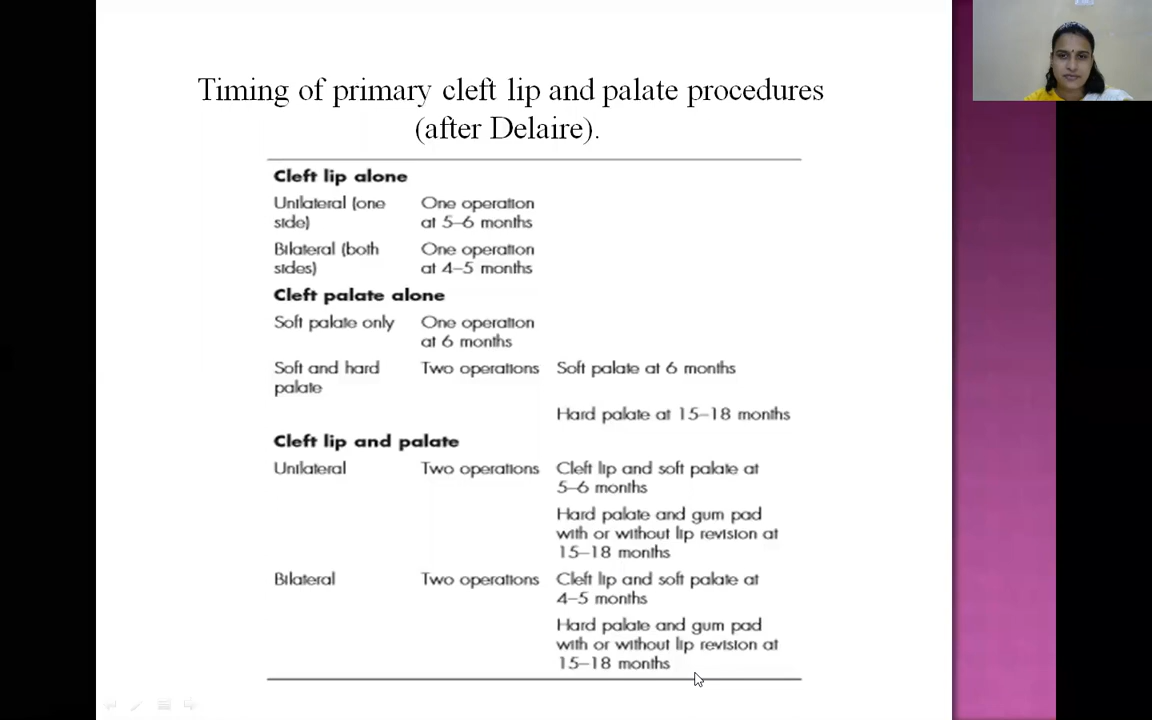 Timing of primary cleft lip and palate procedures
(after Delaire).
Cleft lip alone
Unilateral (one side) One operation at 5–6 months
Bilateral (both sides) One operation at 4–5 months
Cleft palate alone
Soft palate only One operation at 6 months
Soft and hard palate Two operations Soft palate at 6 months
Hard palate at 15–18 months
Cleft lip and palate
Unilateral Two operations Cleft lip and soft palate at 5–6 months
Hard palate and gum pad with or without lip revision at 15–18 months
Bilateral Two operations Cleft lip and soft palate at 4–5 months
Hard palate and gum pad with or without lip revision at 15–18 months